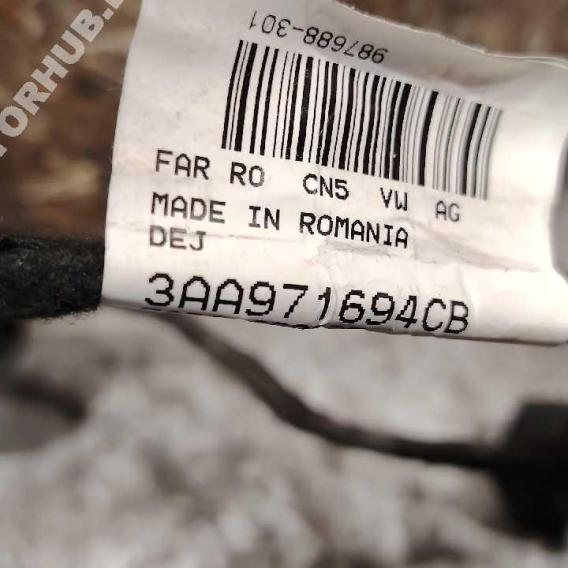 987688-301
FAR RO CN5 VW AG
MADE IN ROMANIA
DEJ
3AA971694CB